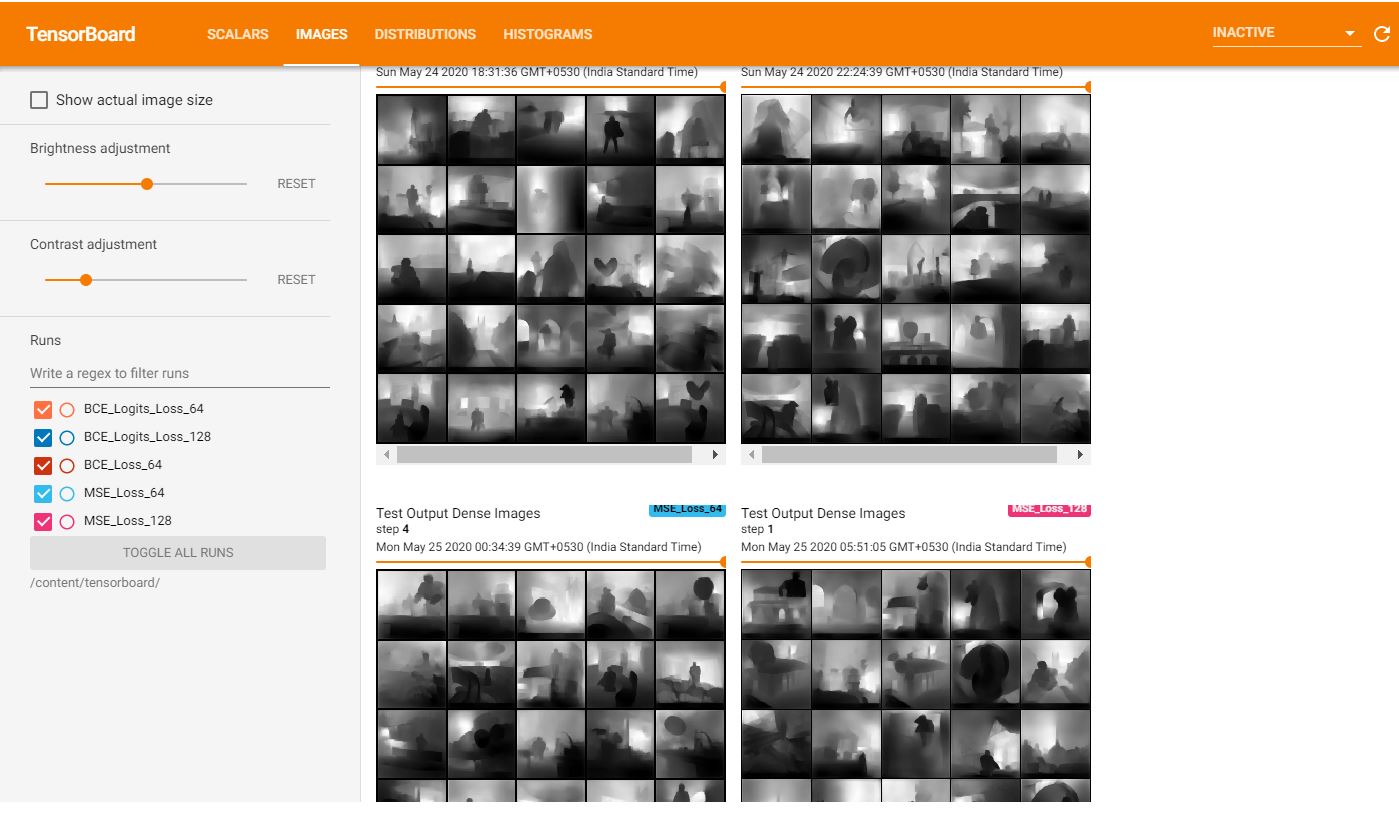 TensorBoard SCALARS IMAGES DISTRIBUTIONS HISTOGRAMS INACTIVE
Show actual image size
Brightness adjustment
RESET
Contrast adjustment
RESET
Runs
Write a regex to filter runs
BCE_Logits_Loss_64
BCE_Logits_Loss_128
BCE_Loss_64
MSE_Loss_64
MSE_Loss_128
TOGGLE ALL RUNS
/content/tensorboard/
Sun May 24 2020 18:31:36 GMT+0530 (India Standard Time)
Sun May 24 2020 22:24:39 GMT+0530 (India Standard Time)
Test Output Dense Images MSE_Loss_64
step 4
Mon May 25 2020 00:34:39 GMT+0530 (India Standard Time)
Test Output Dense Images MSE_Loss_128
step 1
Mon May 25 2020 05:51:05 GMT+0530 (India Standard Time)